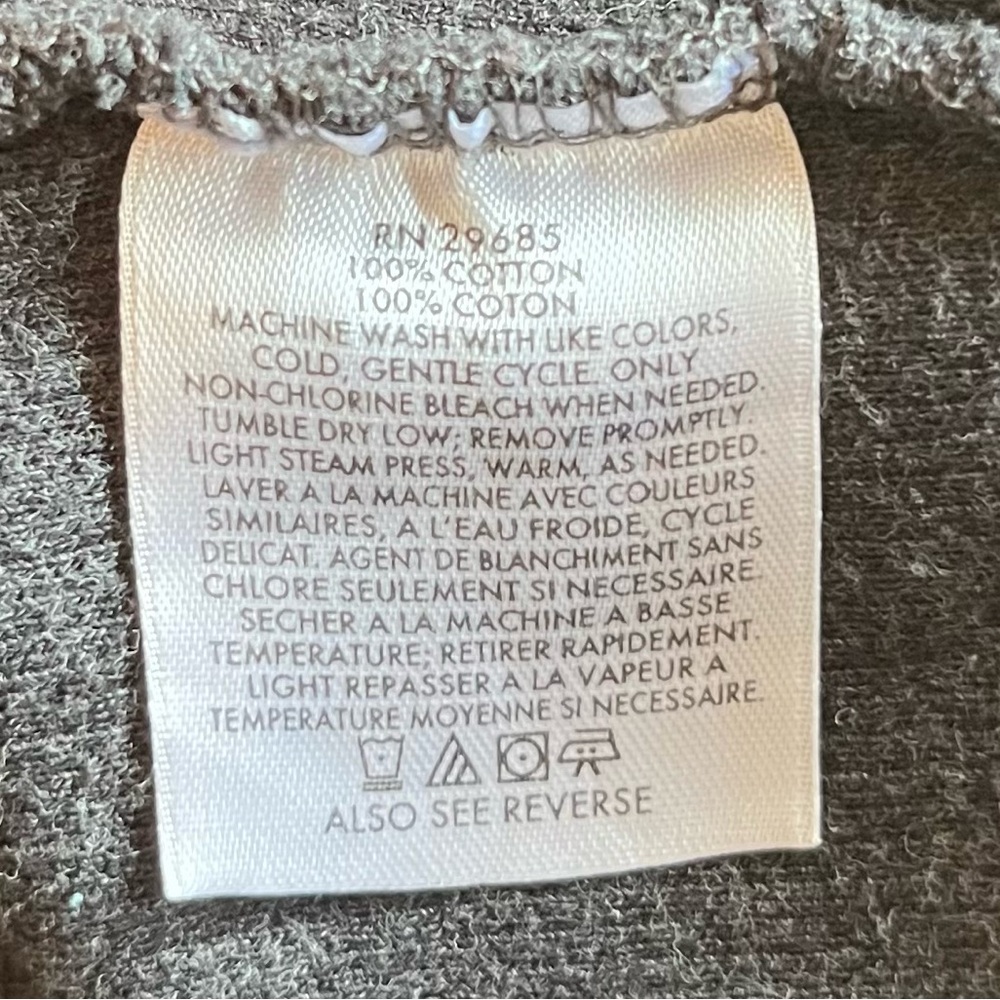 RN 29685
100% COTTON
100% COTON
MACHINE WASH WITH LIKE COLORS,
COLD, GENTLE CYCLE. ONLY
NON-CHLORINE BLEACH WHEN NEEDED.
TUMBLE DRY LOW; REMOVE PROMPTLY.
LIGHT STEAM PRESS, WARM, AS NEEDED.
LAVER A LA MACHINE AVEC COULEURS
SIMILAIRES, A L'EAU FROIDE, CYCLE
DELICAT. AGENT DE BLANCHIMENT SANS
CHLORE SEULEMENT SI NECESSAIRE.
SECHER A LA MACHINE A BASSE
TEMPERATURE; RETIRER RAPIDEMENT.
LIGHT REPASSER A LA VAPEUR A
TEMPERATURE MOYENNE SI NECESSAIRE.
ALSO SEE REVERSE